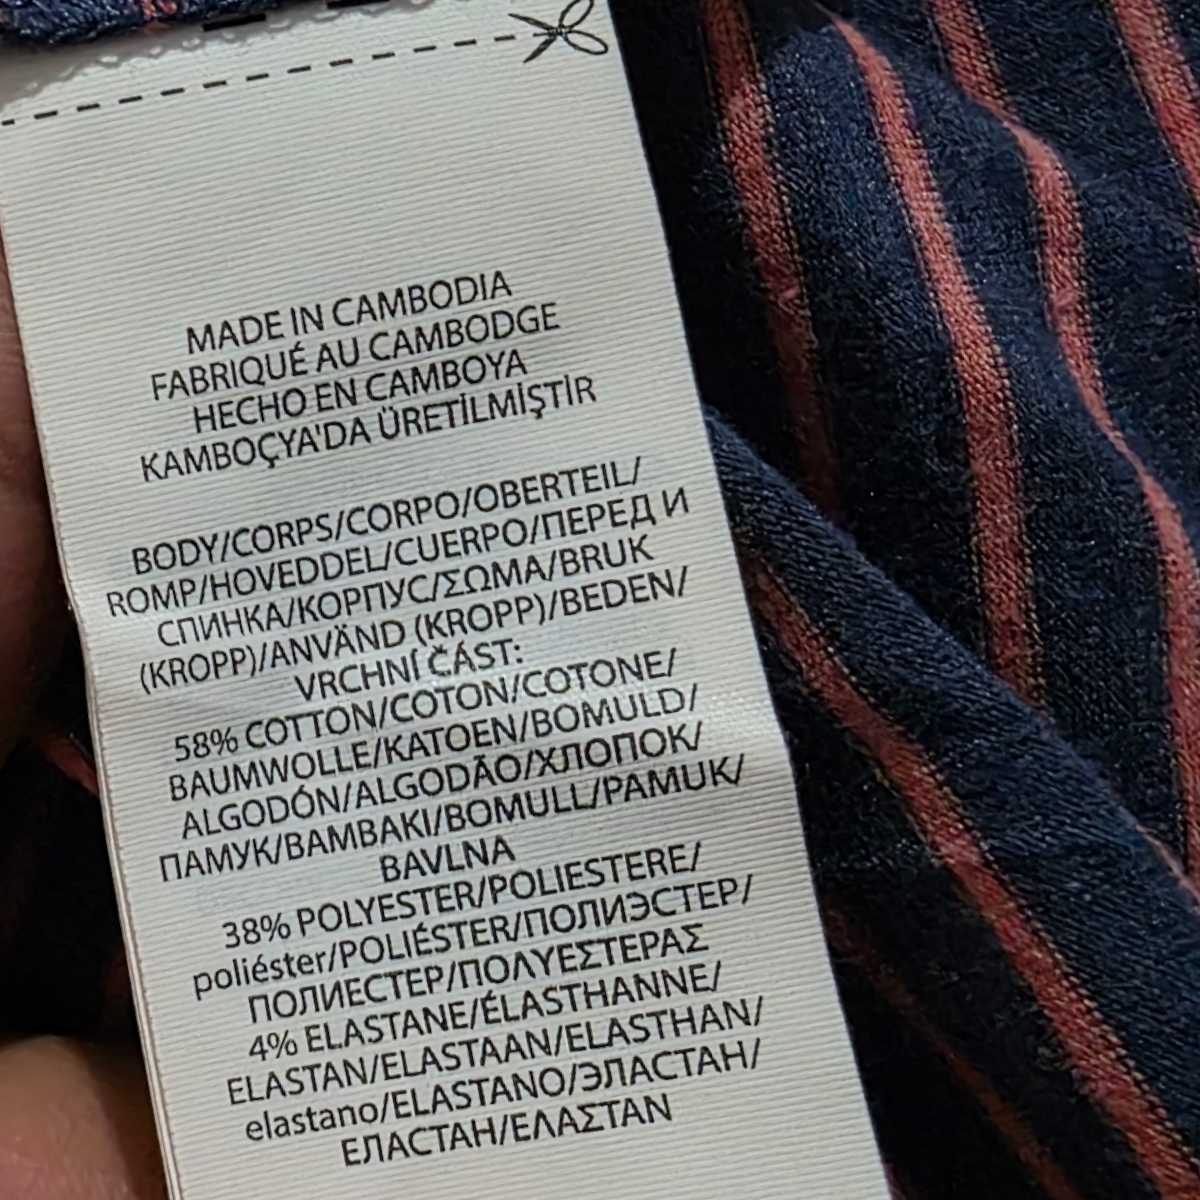 MADE IN CAMBODIA
FABRIQUÉ AU CAMBODGE
HECHO EN CAMBOYA
KAMBOÇYA'DA ÜRETİLMİŞTİR
BODY/CORPS/CORPO/OBERTEIL/
ROMP/HOVEDDEL/CUERPO/ПЕРЕД И
СПИНКА/КОРПУС/ΣΩΜΑ/BRUK
(KROPP)/ANVÄND (KROPP)/BEDEN/
VRCHNÍ ČÁST:
58% COTTON/COTON/COTONE/
BAUMWOLLE/KATOEN/BOMULD/
ALGODÓN/ALGODÃO/ХЛОПОК/
ПАМУК/BAMBAKI/BOMULL/PAMUK/
BAVLNA
38% POLYESTER/POLIESTERE/
poliéster/POLIÉSTER/ПОЛИЭСТЕР/
ПОЛИЕСТЕР/ΠΟΛΥΕΣΤΕΡΑΣ
4% ELASTANE/ÉLASTHANNE/
ELASTAN/ELASTAAN/ELASTHAN/
elastano/ELASTANO/ЭЛАСТАН/
ЕЛАСТАН/ΕΛΑΣΤΑΝ